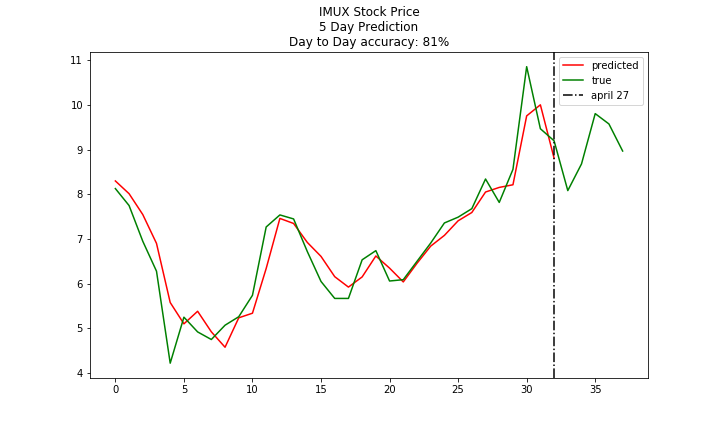 IMUX Stock Price
5 Day Prediction
Day to Day accuracy: 81%
predicted
true
april 27
11
10
9
8
7
6
5
4
0 5 10 15 20 25 30 35